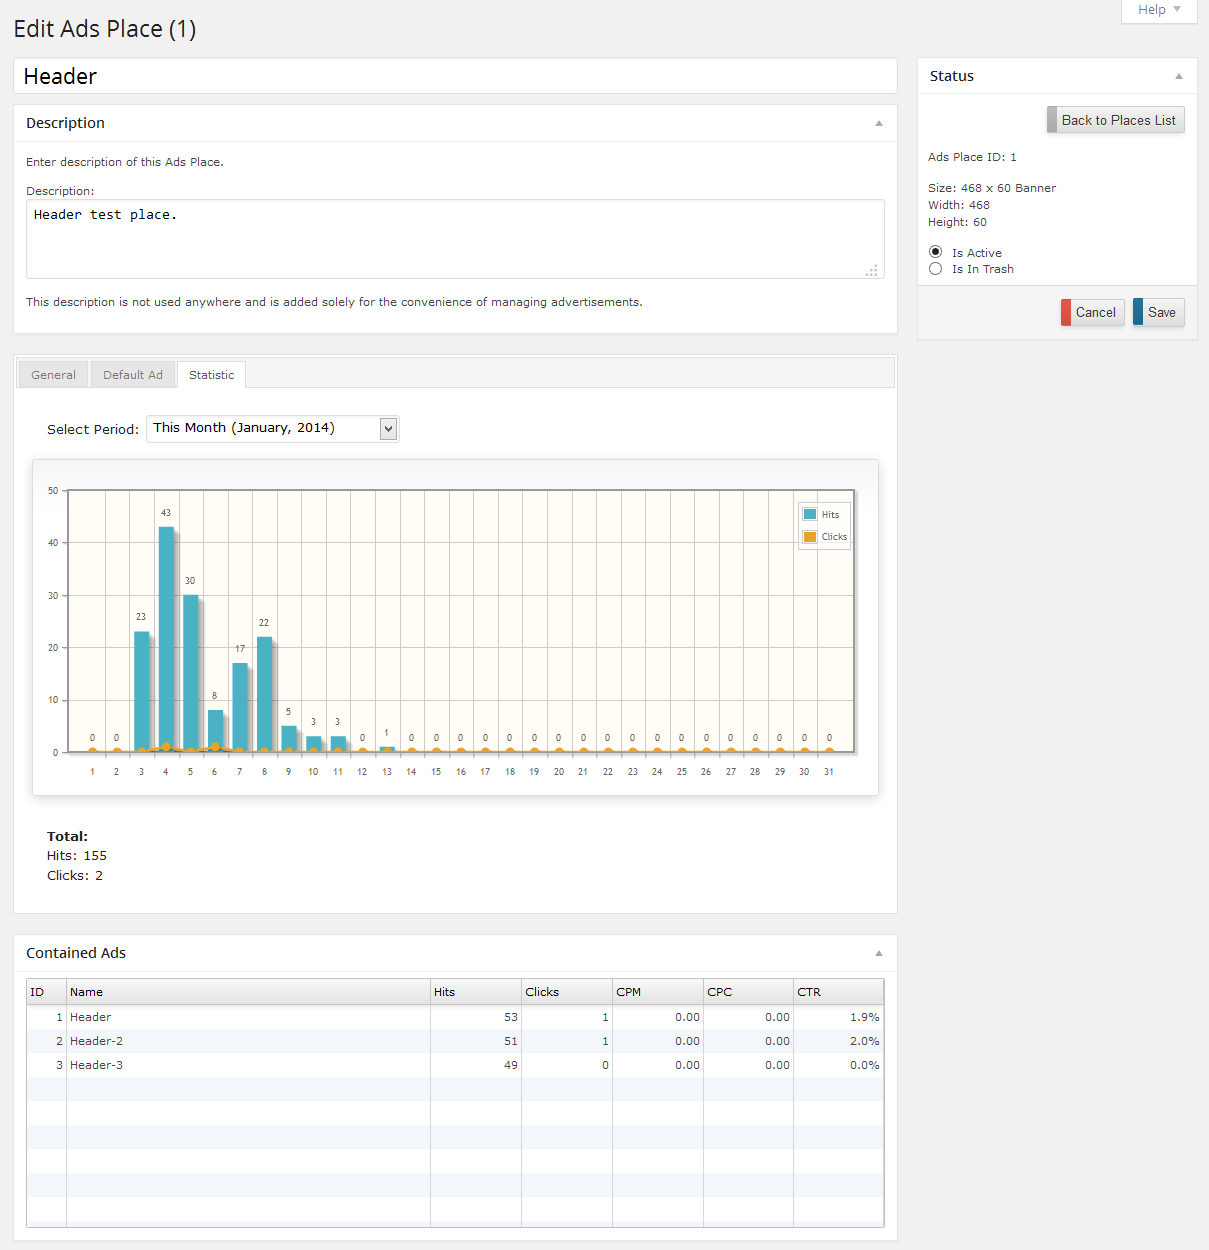 Help
Edit Ads Place (1)
Header
Description
Enter description of this Ads Place.
Description:
Header test place.
This description is not used anywhere and is added solely for the convenience of managing advertisements.
Status
Back to Places List
Ads Place ID: 1
Size: 468 x 60 Banner
Width: 468
Height: 60
Is Active
Is In Trash
Cancel Save
General Default Ad Statistic
Select Period: This Month (January, 2014)
50
40
30
20
10
0
Hits
Clicks
0 0 23 43 30 8 17 22 5 3 3 0 1 0 0 0 0 0 0 0 0 0 0 0 0 0 0 0 0 0 0
1 2 3 4 5 6 7 8 9 10 11 12 13 14 15 16 17 18 19 20 21 22 23 24 25 26 27 28 29 30 31
Total:
Hits: 155
Clicks: 2
Contained Ads
ID Name Hits Clicks CPM CPC CTR
1 Header 53 1 0.00 0.00 1.9%
2 Header-2 51 1 0.00 0.00 2.0%
3 Header-3 49 0 0.00 0.00 0.0%